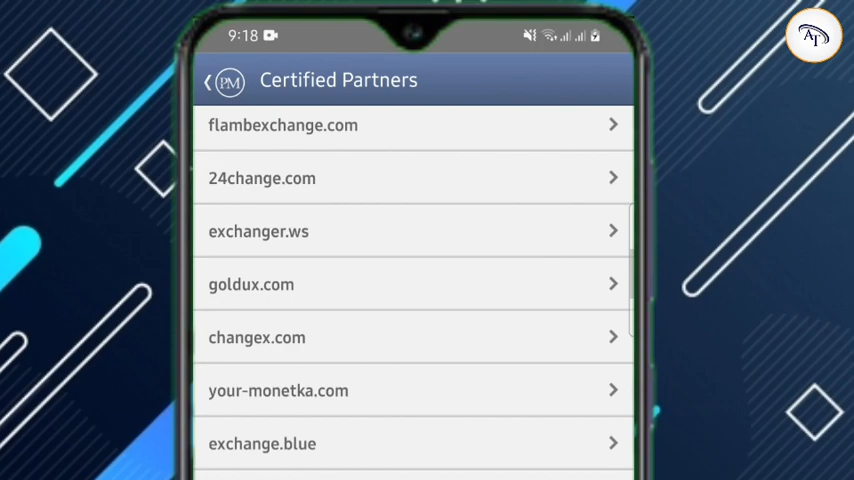 9:18
PM
Certified Partners
flambexchange.com
24change.com
exchanger.ws
goldux.com
changex.com
your-monetka.com
exchange.blue
AT